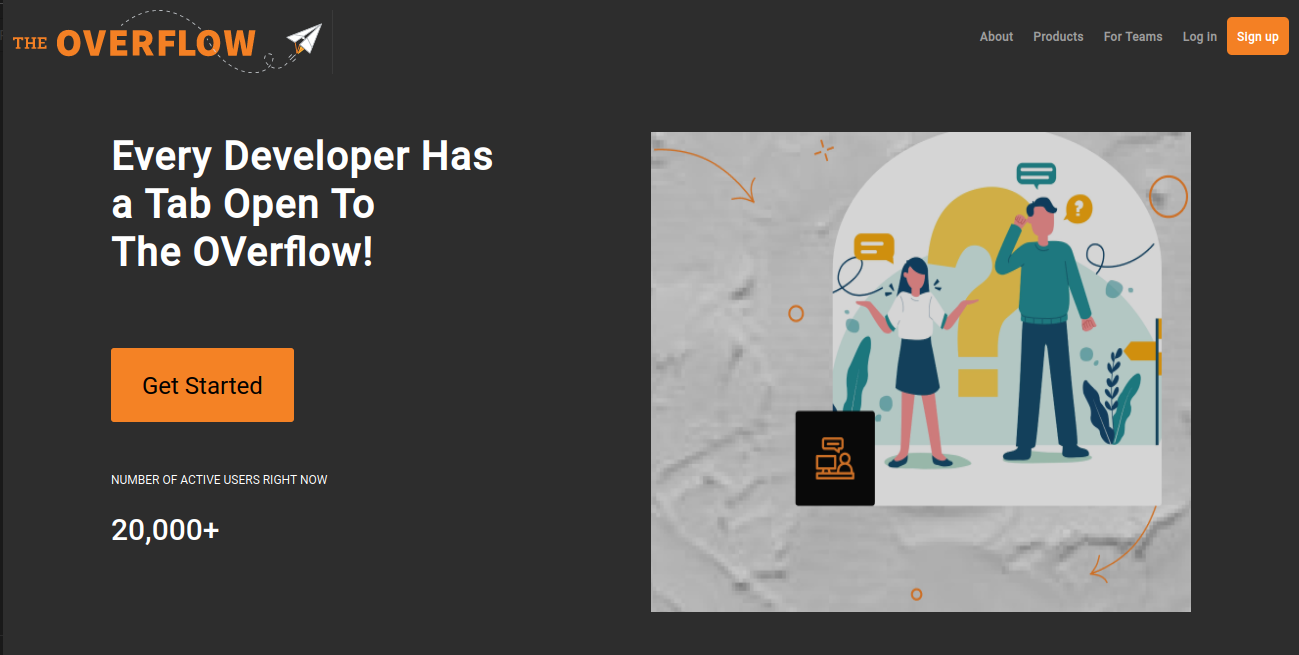 THE OVERFLOW
About Products For Teams Log in Sign up
Every Developer Has
a Tab Open To
The OVerflow!
?
?
Get Started
NUMBER OF ACTIVE USERS RIGHT NOW
20,000+